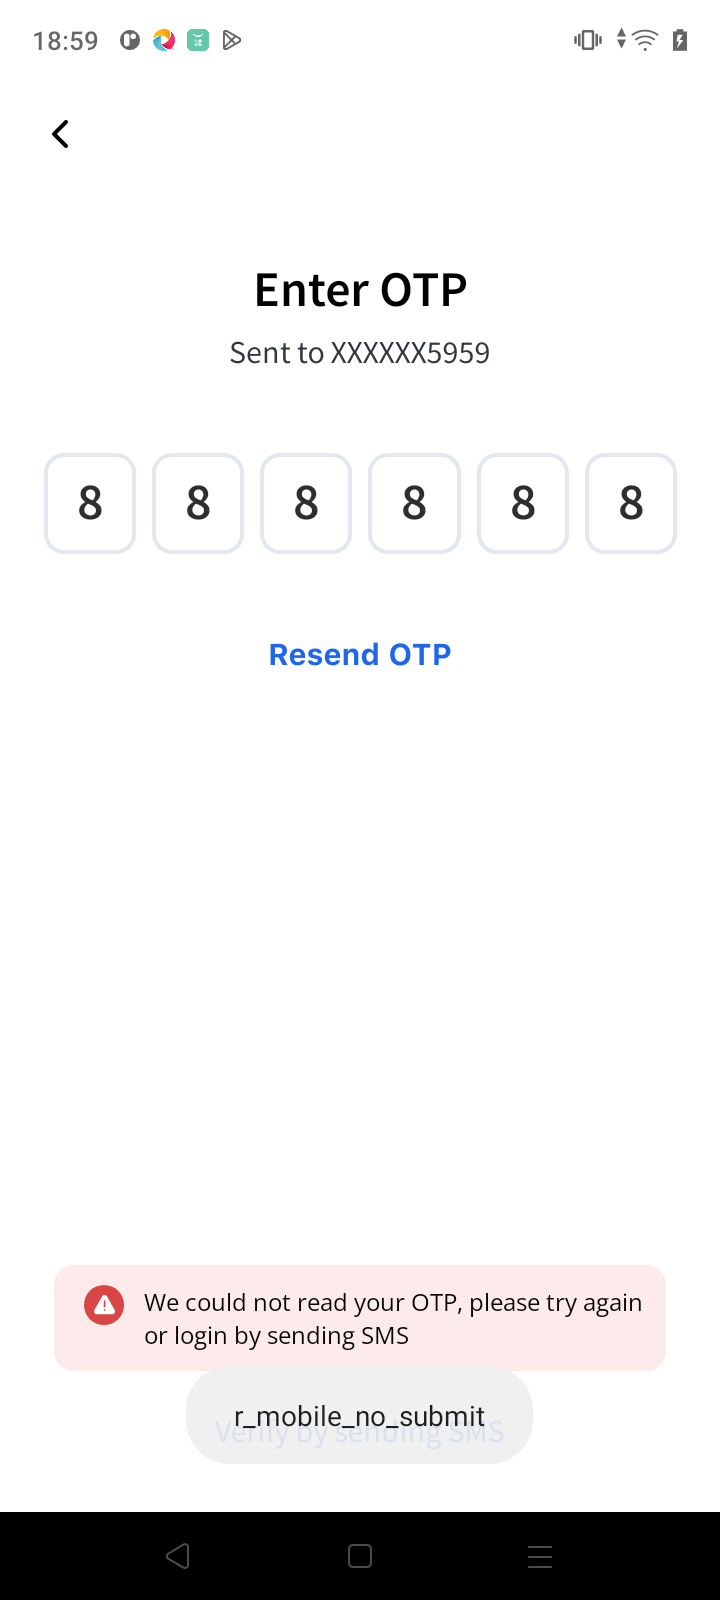 18:59
Enter OTP
Sent to XXXXXX5959
8 8 8 8 8 8
Resend OTP
We could not read your OTP, please try again
or login by sending SMS
r_mobile_no_submit
Verify by sending SMS